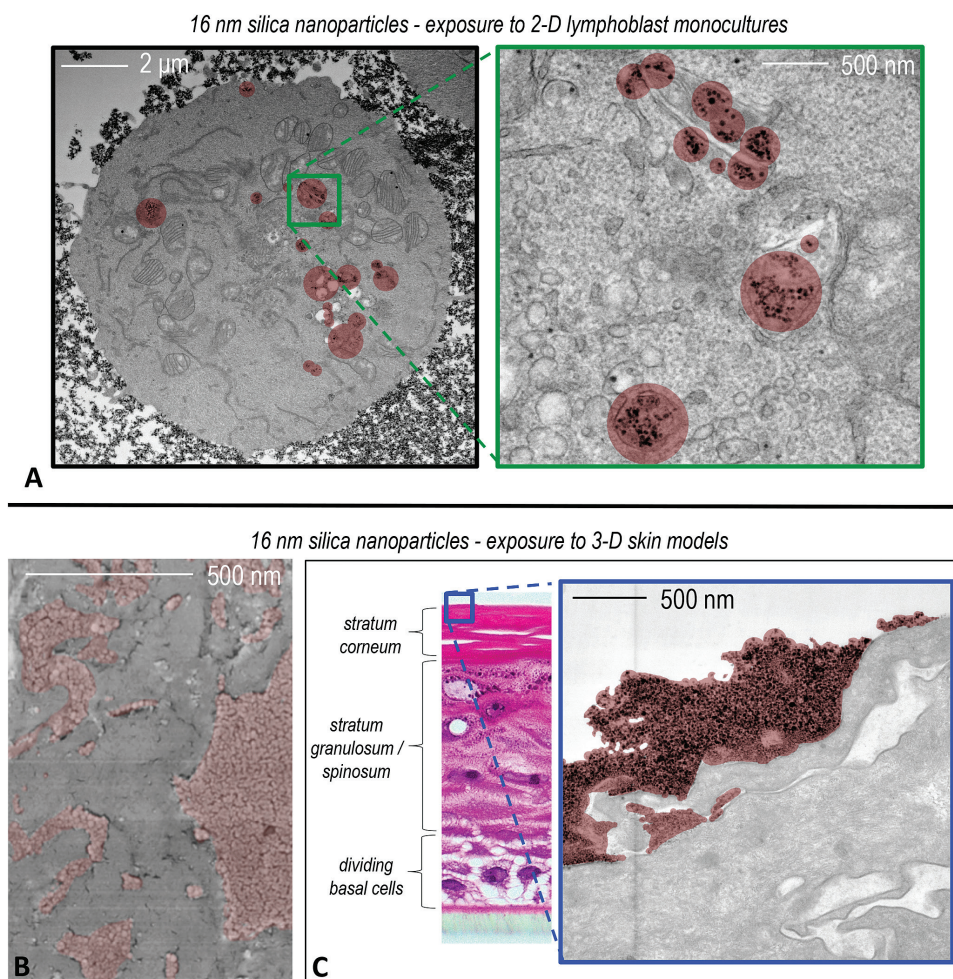 16 nm silica nanoparticles - exposure to 2-D lymphoblast monocultures
2 µm
500 nm
A
16 nm silica nanoparticles - exposure to 3-D skin models
500 nm
B
stratum
corneum
stratum
granulosum /
spinosum
dividing
basal cells
500 nm
C